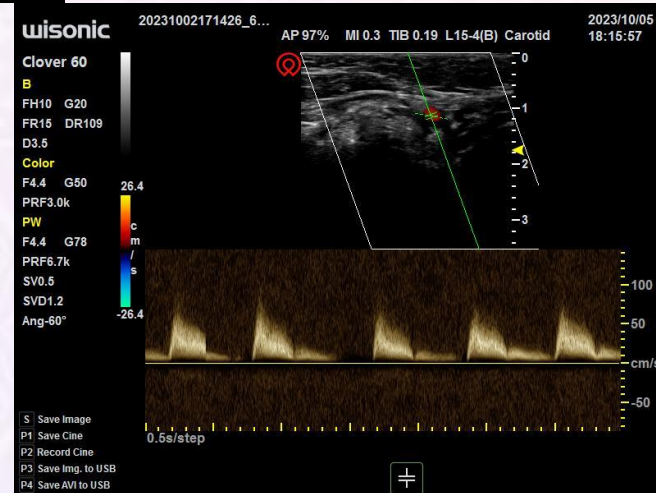 wisonic
20231002171426_6...
AP 97% MI 0.3 TIB 0.19 L15-4(B) Carotid
2023/10/05
18:15:57
Clover 60
B
FH10 G20
FR15 DR109
D3.5
Color
F4.4 G50
PRF3.0k
PW
F4.4 G78
PRF6.7k
SV0.5
SVD1.2
Ang-60°
26.4
c
m
/
s
-26.4
0
1
2
3
100
50
cm/s
-50
0.5s/step
S Save Image
P1 Save Cine
P2 Record Cine
P3 Save Img. to USB
P4 Save AVI to USB